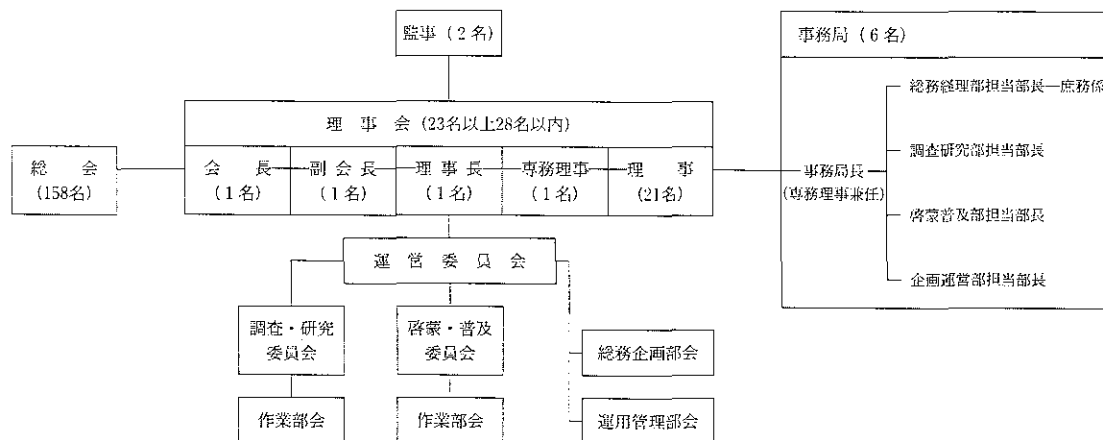 監事(2名)
事務局(6名)
総務経理部担当部長―庶務係
調査研究部担当部長
事務局長
(専務理事兼任)
啓蒙普及部担当部長
企画運営部担当部長
理事会(23名以上28名以内)
総会
(158名)
会長
(1名)
副会長
(1名)
理事長
(1名)
専務理事
(1名)
理事
(21名)
運営委員会
調査・研究
委員会
啓蒙・普及
委員会
総務企画部会
作業部会
作業部会
運用管理部会